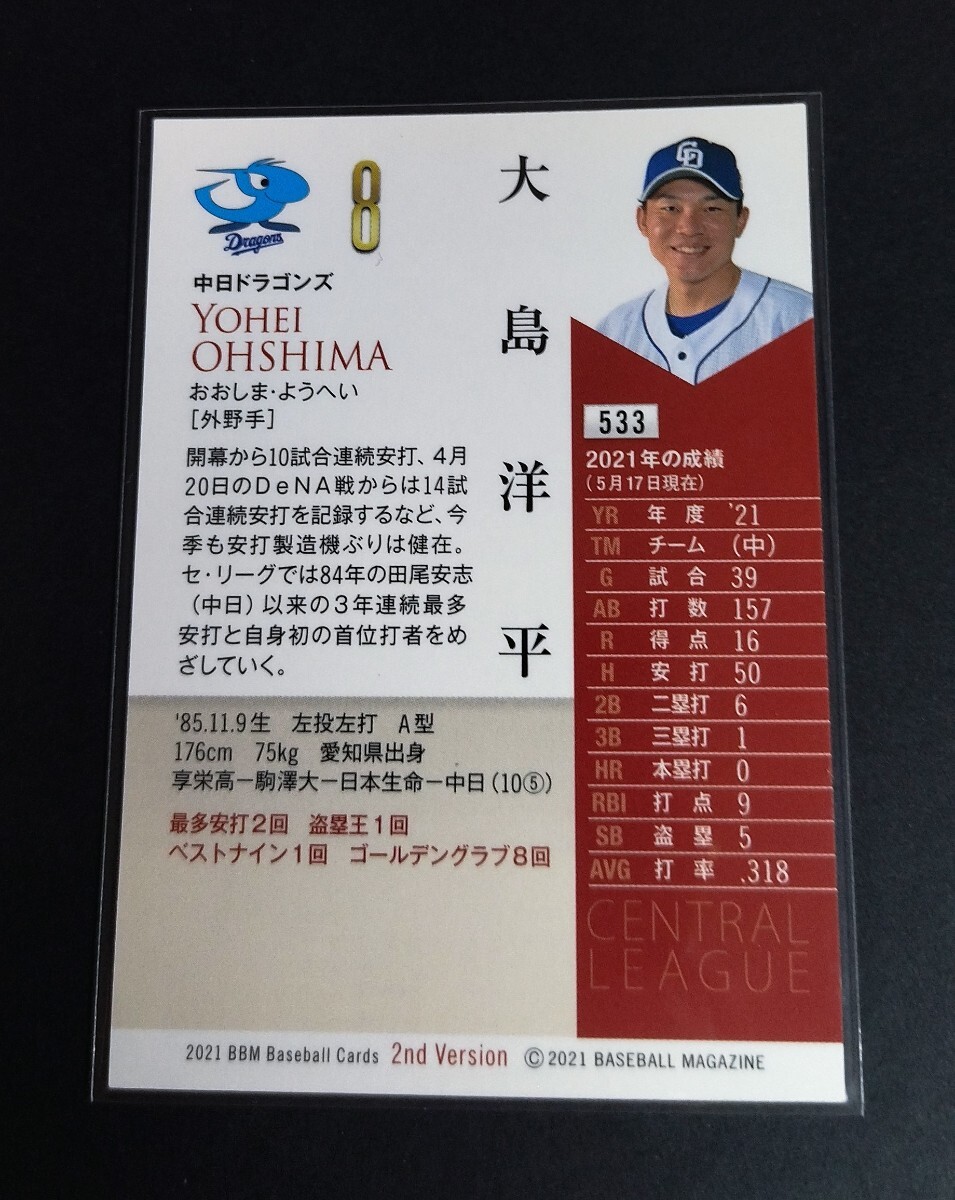 Dragons
8
中日ドラゴンズ
YOHEI
OHSHIMA
おおしま・ようへい
[外野手]
大島洋平
CD
開幕から10試合連続安打、4月
20日のDeNA戦からは14試
合連続安打を記録するなど、今
季も安打製造機ぶりは健在。
セ・リーグでは84年の田尾安志
(中日)以来の3年連続最多
安打と自身初の首位打者をめ
ざしていく。
'85.11.9生 左投左打 A型
176cm 75kg 愛知県出身
享栄高－駒澤大－日本生命－中日(10⑤)
最多安打2回 盗塁王1回
ベストナイン1回 ゴールデングラブ8回
533
2021年の成績
(5月17日現在)
YR 年度 '21
TM チーム (中)
G 試合 39
AB 打数 157
R 得点 16
H 安打 50
2B 二塁打 6
3B 三塁打 1
HR 本塁打 0
RBI 打点 9
SB 盗塁 5
AVG 打率 .318
CENTRAL
LEAGUE
2021 BBM Baseball Cards 2nd Version ©2021 BASEBALL MAGAZINE